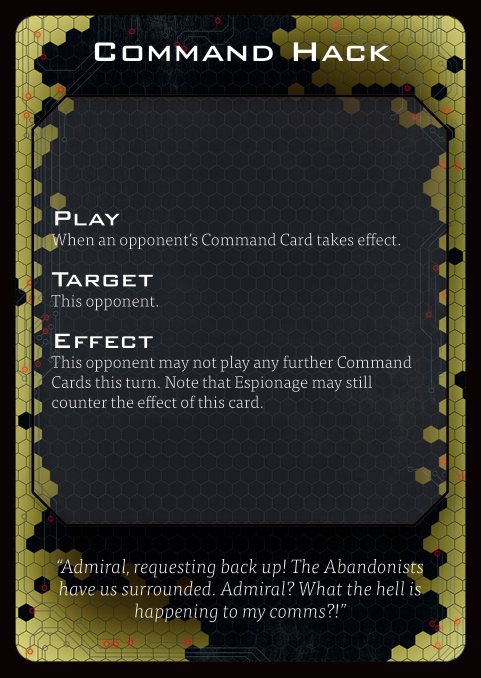 Command Hack
Play
When an opponent's Command Card takes effect.
Target
This opponent.
Effect
This opponent may not play any further Command
Cards this turn. Note that Espionage may still
counter the effect of this card.
“Admiral, requesting back up! The Abandonists
have us surrounded. Admiral? What the hell is
happening to my comms?!”